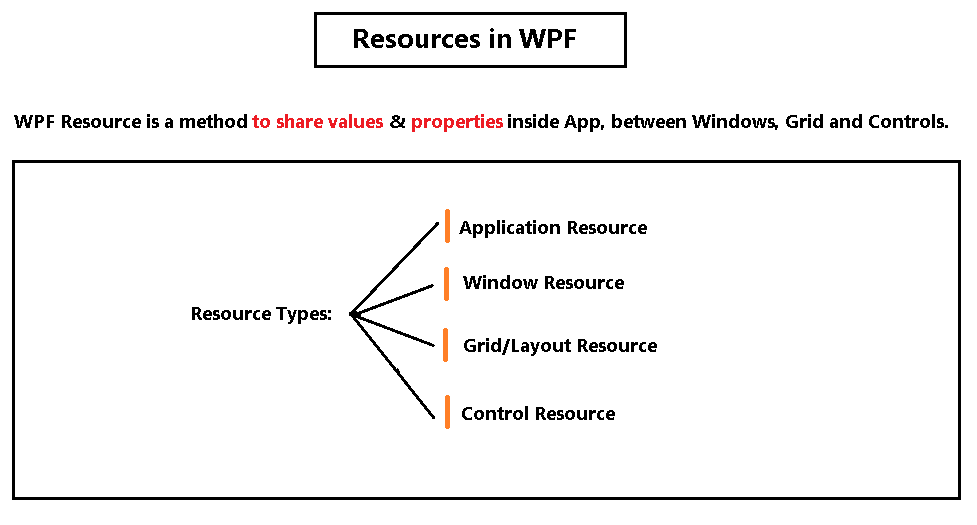 Resources in WPF
WPF Resource is a method to share values & properties inside App, between Windows, Grid and Controls.
Application Resource
Window Resource
Resource Types:
Grid/Layout Resource
Control Resource